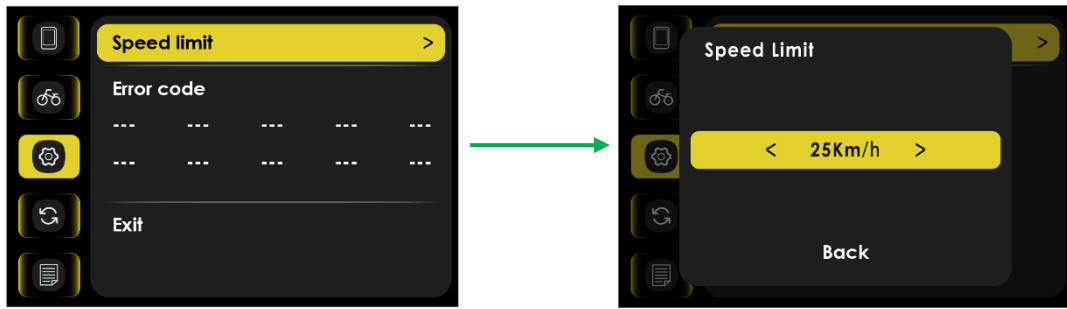 Speed limit >
Error code
--- --- --- --- ---
--- --- --- --- ---
Exit
>
Speed Limit
< 25Km/h >
Back